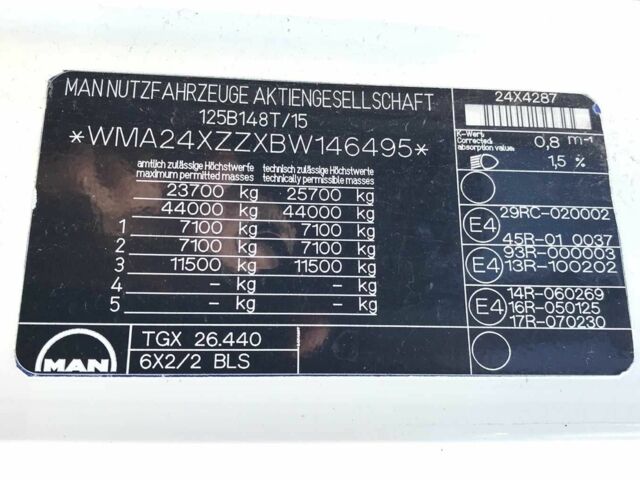 MAN NUTZFAHRZEUGE AKTIENGESELLSCHAFT
125B148T/15
*WMA24XZZXBW146495*
amtlich zulässige Höchstwerte technisch zulässige Höchstwerte
maximum permitted masses technically permissible masses
23700 kg 25700 kg
44000 kg 44000 kg
1 7100 kg 7100 kg
2 7100 kg 7100 kg
3 11500 kg 11500 kg
4 – kg – kg
5 – kg – kg
MAN
TGX 26.440
6X2/2 BLS
24X4287
K-Wert
Corrected absorption value 0,8 m-1
1,5 %
E4 29RC-020002
45R-01 0037
E4 93R-000003
13R-100202
E4 14R-060269
16R-050125
17R-070230